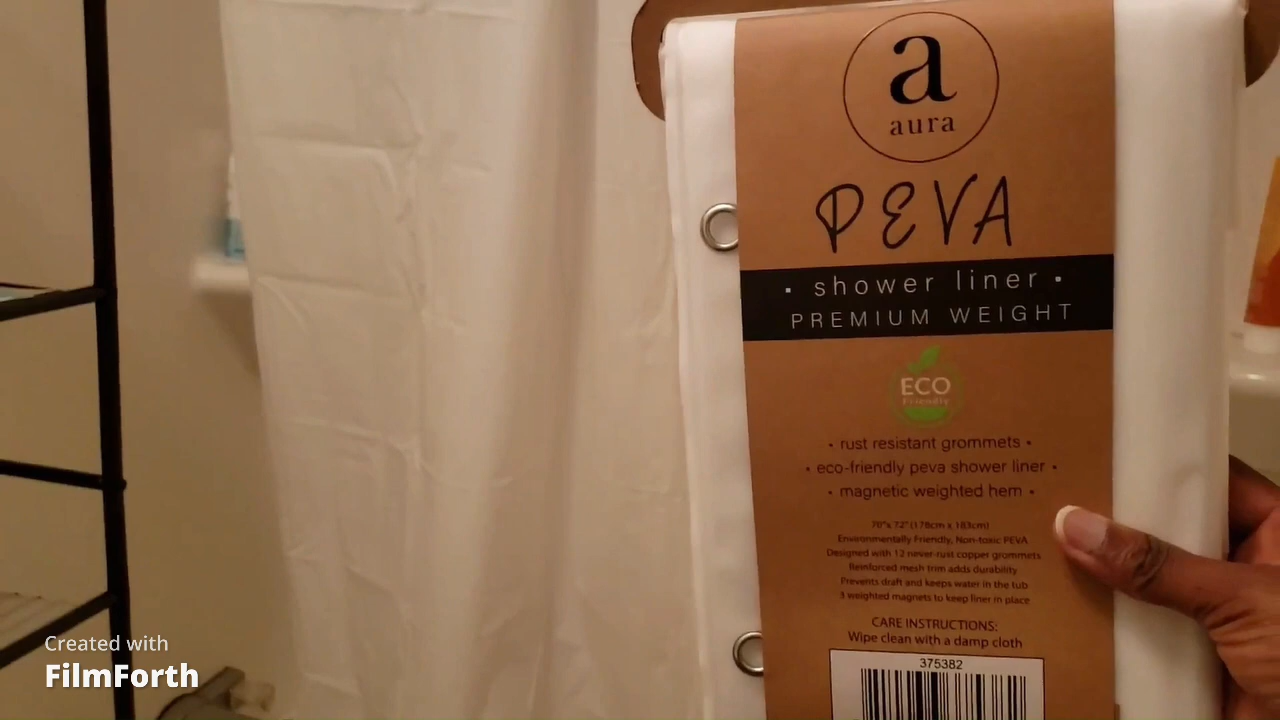 a
aura
PEVA
• shower liner •
PREMIUM WEIGHT
ECO
Friendly
• rust resistant grommets •
• eco-friendly peva shower liner •
• magnetic weighted hem •
70"x 72" (178cm x 183cm)
Environmentally Friendly, Non-toxic PEVA
Designed with 12 never-rust copper grommets
Reinforced mesh trim adds durability
Prevents draft and keeps water in the tub
3 weighted magnets to keep liner in place
CARE INSTRUCTIONS:
Wipe clean with a damp cloth
375382
Created with
FilmForth